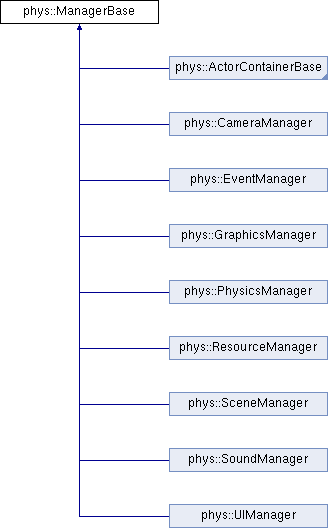 phys::ManagerBase
phys::ActorContainerBase
phys::CameraManager
phys::EventManager
phys::GraphicsManager
phys::PhysicsManager
phys::ResourceManager
phys::SceneManager
phys::SoundManager
phys::UIManager